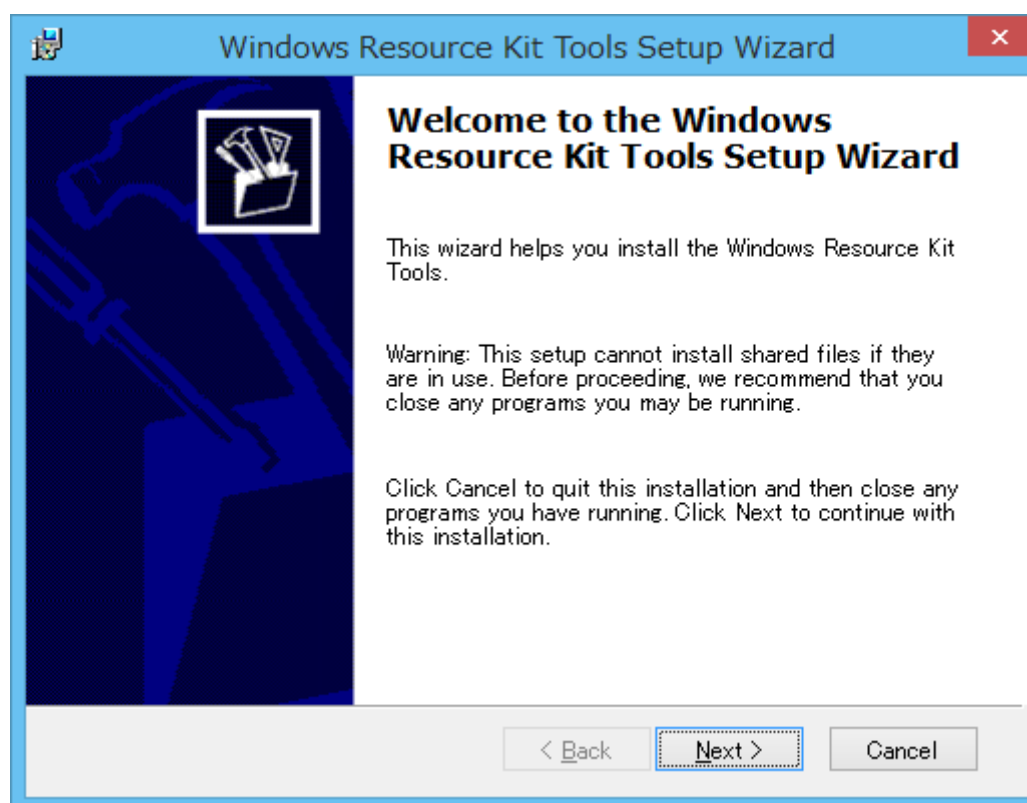 Windows Resource Kit Tools Setup Wizard
Welcome to the Windows
Resource Kit Tools Setup Wizard
This wizard helps you install the Windows Resource Kit
Tools.
Warning: This setup cannot install shared files if they
are in use. Before proceeding, we recommend that you
close any programs you may be running.
Click Cancel to quit this installation and then close any
programs you have running. Click Next to continue with
this installation.
< Back
Next >
Cancel